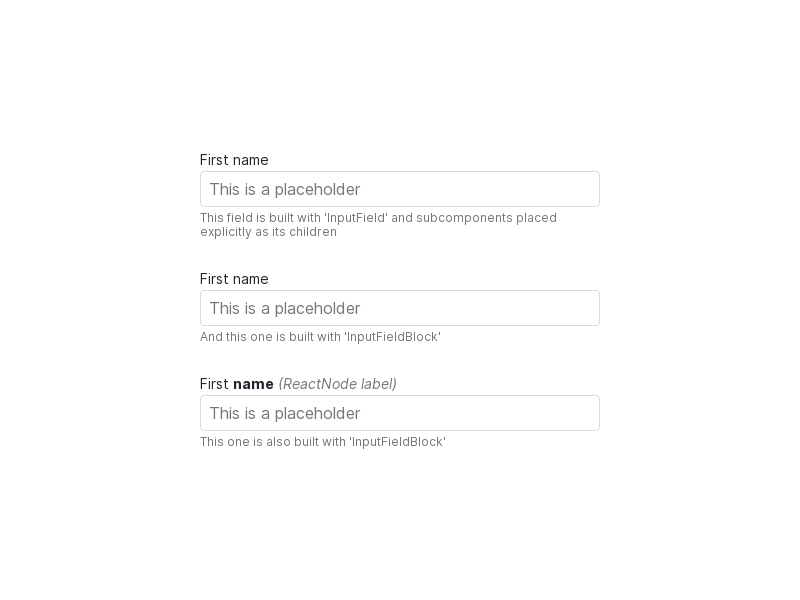 First name
This is a placeholder
This field is built with 'InputField' and subcomponents placed
explicitly as its children
First name
This is a placeholder
And this one is built with 'InputFieldBlock'
First name (ReactNode label)
This is a placeholder
This one is also built with 'InputFieldBlock'